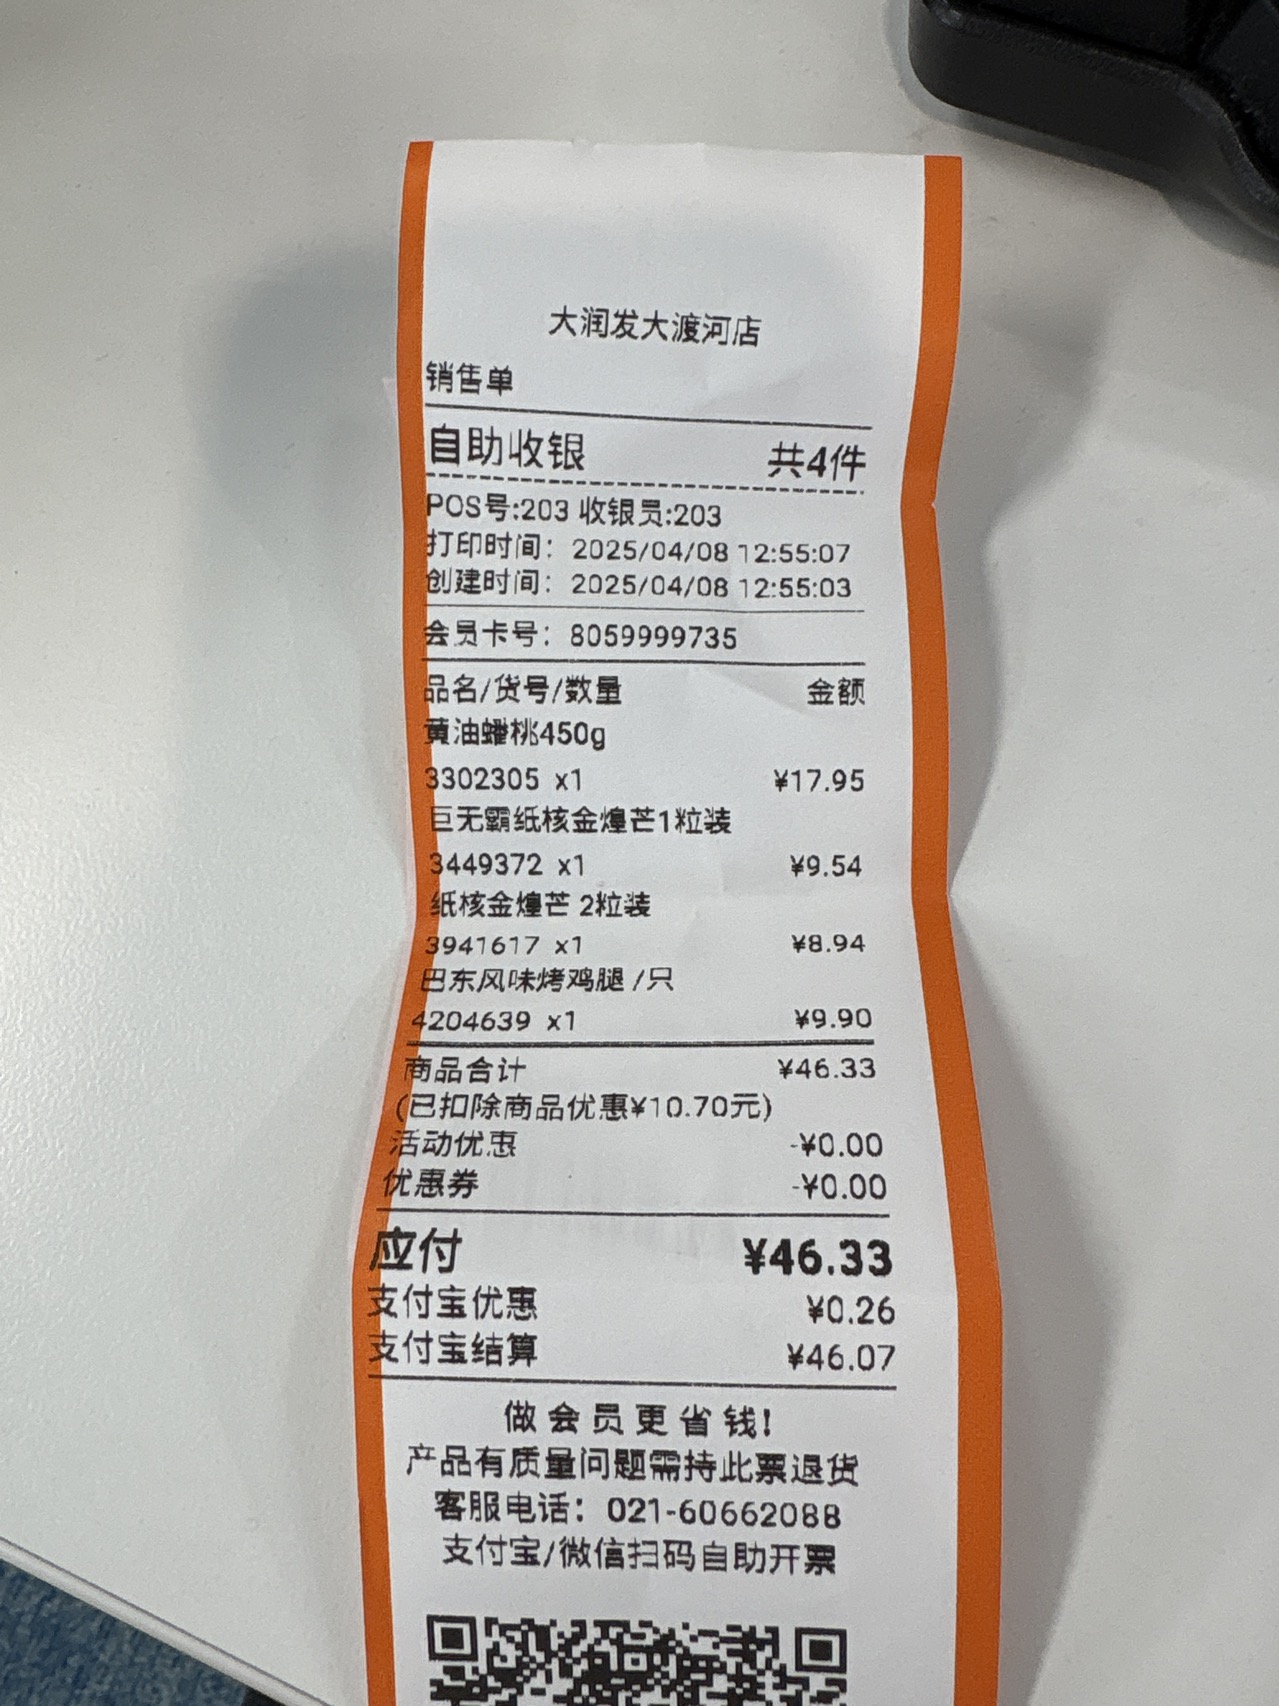 大润发大渡河店
销售单
自助收银 共4件
POS号:203 收银员:203
打印时间: 2025/04/08 12:55:07
创建时间: 2025/04/08 12:55:03
会员卡号: 8059999735
品名/货号/数量 金额
黄油蟠桃450g
3302305 x1 ¥17.95
巨无霸纸核金煌芒1粒装
3449372 x1 ¥9.54
纸核金煌芒 2粒装
3941617 x1 ¥8.94
巴东风味烤鸡腿 /只
4204639 x1 ¥9.90
商品合计 ¥46.33
(已扣除商品优惠¥10.70元)
活动优惠 -¥0.00
优惠券 -¥0.00
应付 ¥46.33
支付宝优惠 ¥0.26
支付宝结算 ¥46.07
做会员更省钱!
产品有质量问题需持此票退货
客服电话: 021-60662088
支付宝/微信扫码自助开票